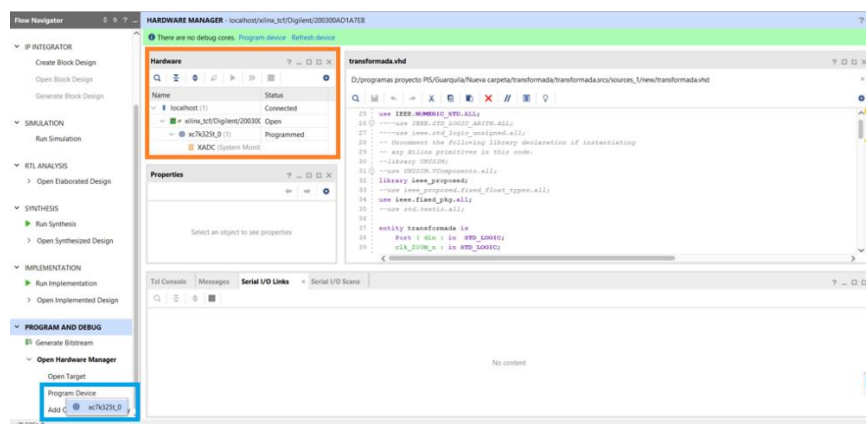 Flow Navigator
IP INTEGRATOR
Create Block Design
Open Block Design
Generate Block Design
SIMULATION
Run Simulation
RTL ANALYSIS
Open Elaborated Design
SYNTHESIS
Run Synthesis
Open Synthesized Design
IMPLEMENTATION
Run Implementation
Open Implemented Design
PROGRAM AND DEBUG
Generate Bitstream
Open Hardware Manager
Open Target
Program Device
xc7k325t_0
Add C
HARDWARE MANAGER - localhost/xilinx_tcf/Digilent/200300AD1A7EB
There are no debug cores. Program device Refresh device
Hardware
Name Status
localhost (1) Connected
xilinx_tcf/Digilent/20030C Open
xc7k325t_0 (1) Programmed
XADC (System Monit
Properties
Select an object to see properties
transformada.vhd
D:/programas proyecto PIS/Guarquila/Nueva carpeta/transformada/transformada.srcs/sources_1/new/transformada.vhd
25 use IEEE.NUMERIC_STD.ALL;
26 ----use IEEE.STD_LOGIC_ARITH.ALL;
27 ----use ieee.std_logic_unsigned.all;
28 -- Uncomment the following library declaration if instantiating
29 -- any Xilinx primitives in this code.
30 --library UNISIM;
31 --use UNISIM.VComponents.all;
32 library ieee_proposed;
33 --use ieee_proposed.fixed_float_types.all;
34 use ieee.fixed_pkg.all;
35 --use std.textio.all;
36
37 entity transformada is
38 Port ( din : in STD_LOGIC;
39 clk_200M_n : in STD_LOGIC;
Tcl Console Messages Serial I/O Links Serial I/O Scans
No content